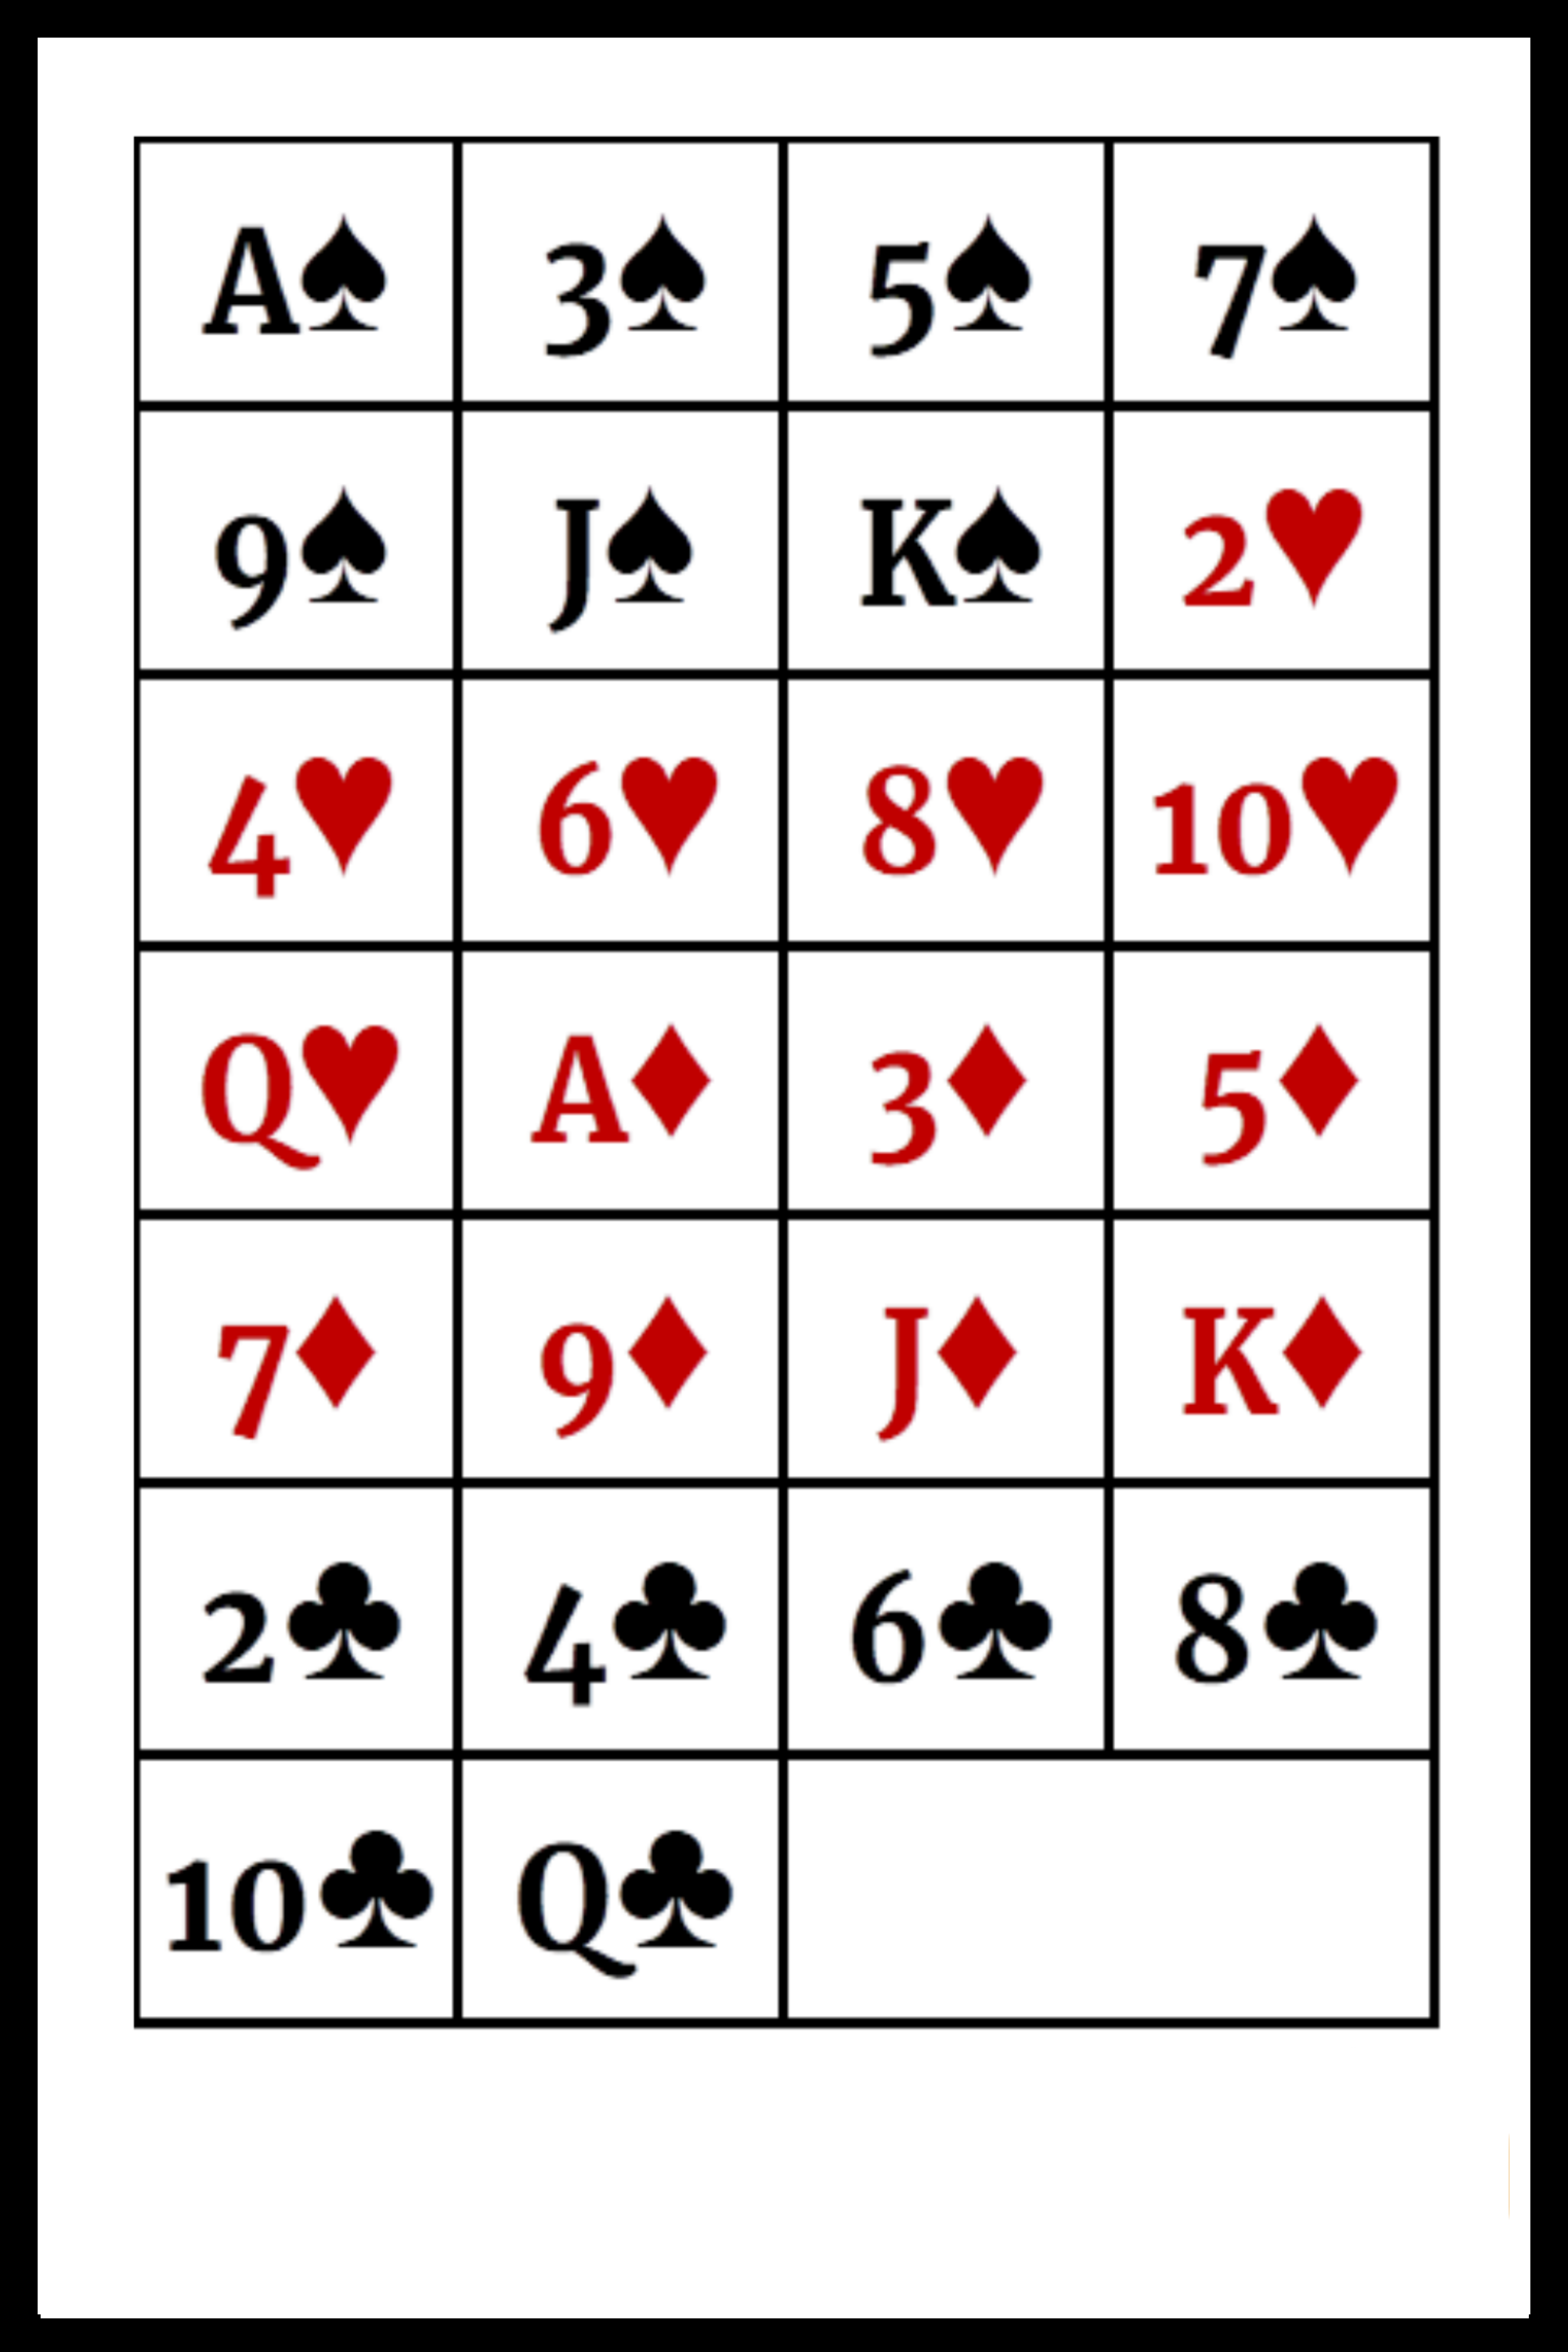 A♠ 3♠ 5♠ 7♠
9♠ J♠ K♠ 2♥
4♥ 6♥ 8♥ 10♥
Q♥ A♦ 3♦ 5♦
7♦ 9♦ J♦ K♦
2♣ 4♣ 6♣ 8♣
10♣ Q♣